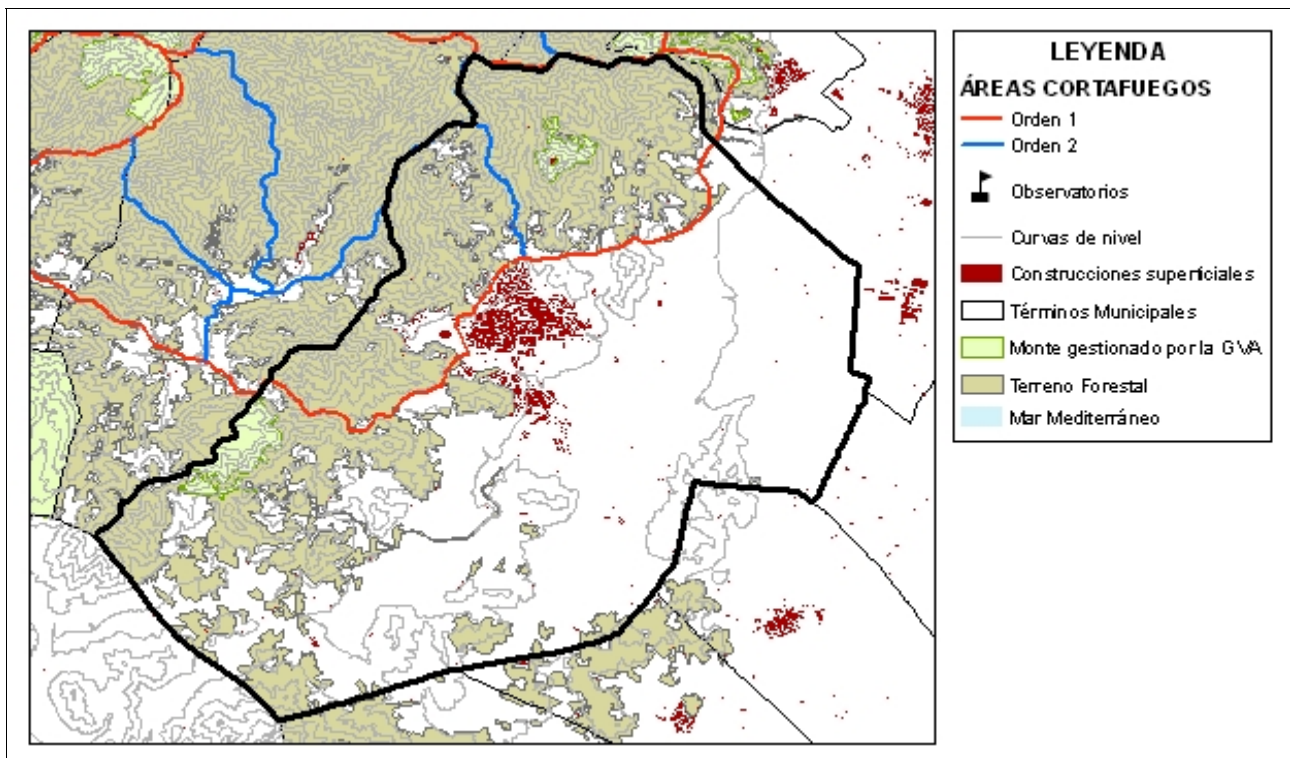 LEYENDA
ÁREAS CORTAFUEGOS
Orden 1
Orden 2
Observatorios
Curvas de nivel
Construcciones superficiales
Términos Municipales
Monte gestionado por la GVA
Terreno Forestal
Mar Mediterráneo